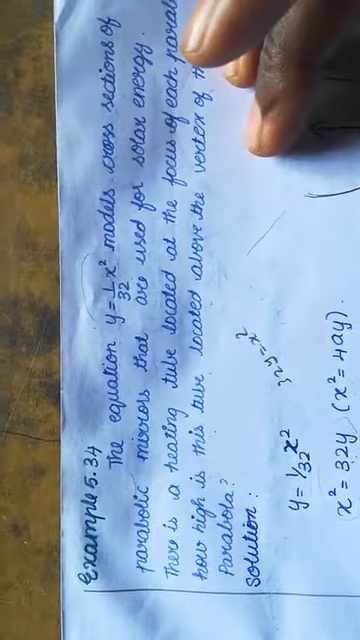 Example 5.34
The equation y = 1/32 x² models cross sections of
parabolic mirrors that are used for solar energy.
There is a heating tube located at the focus of each
how high is this tube located above the vertex of
Parabola?
Solution:
y = 1/32 x²
32y = x²
x² = 32y (x² = 4ay).